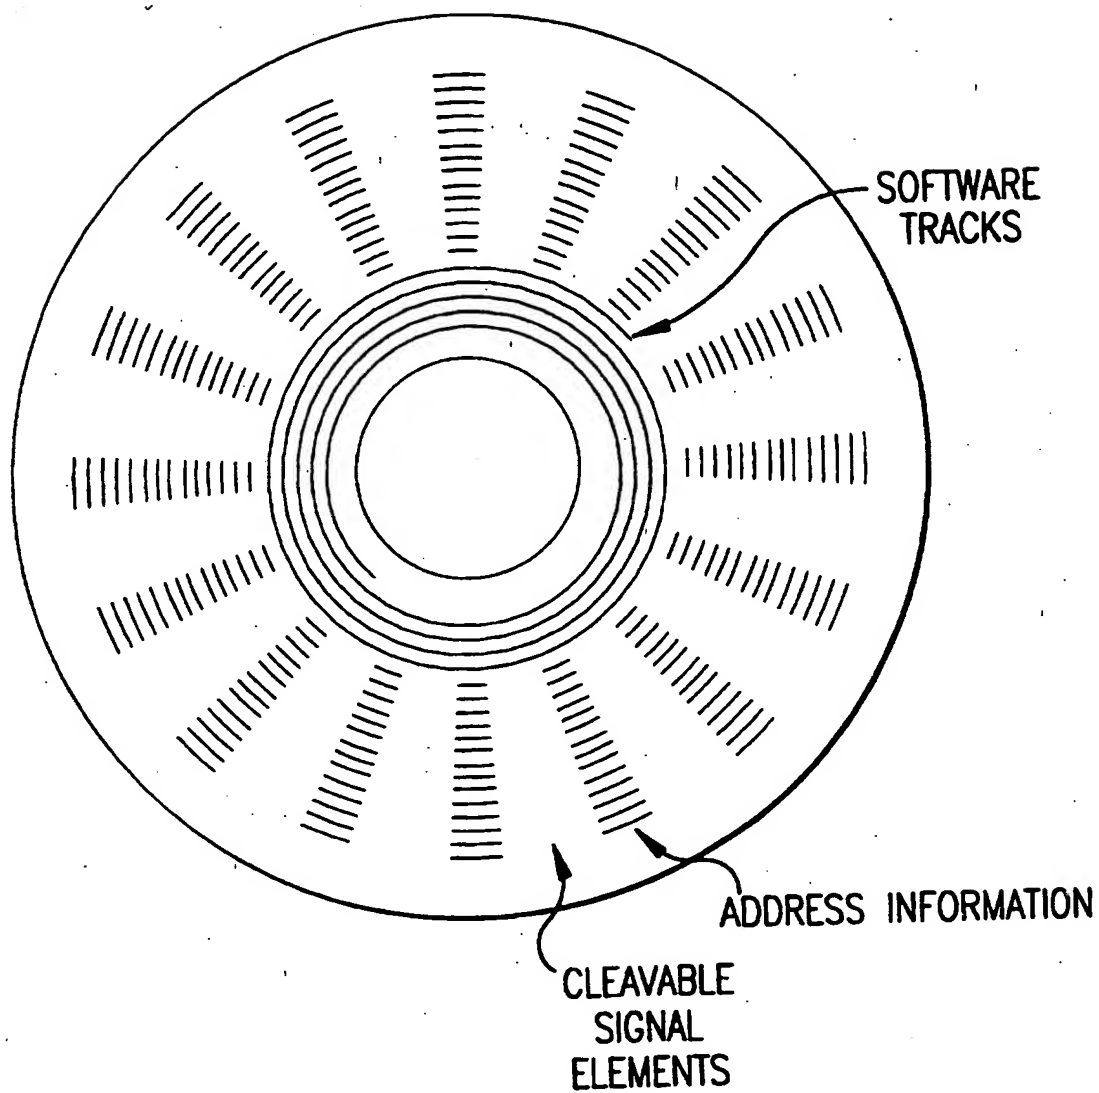 SOFTWARE
TRACKS
ADDRESS INFORMATION
CLEAVABLE
SIGNAL
ELEMENTS